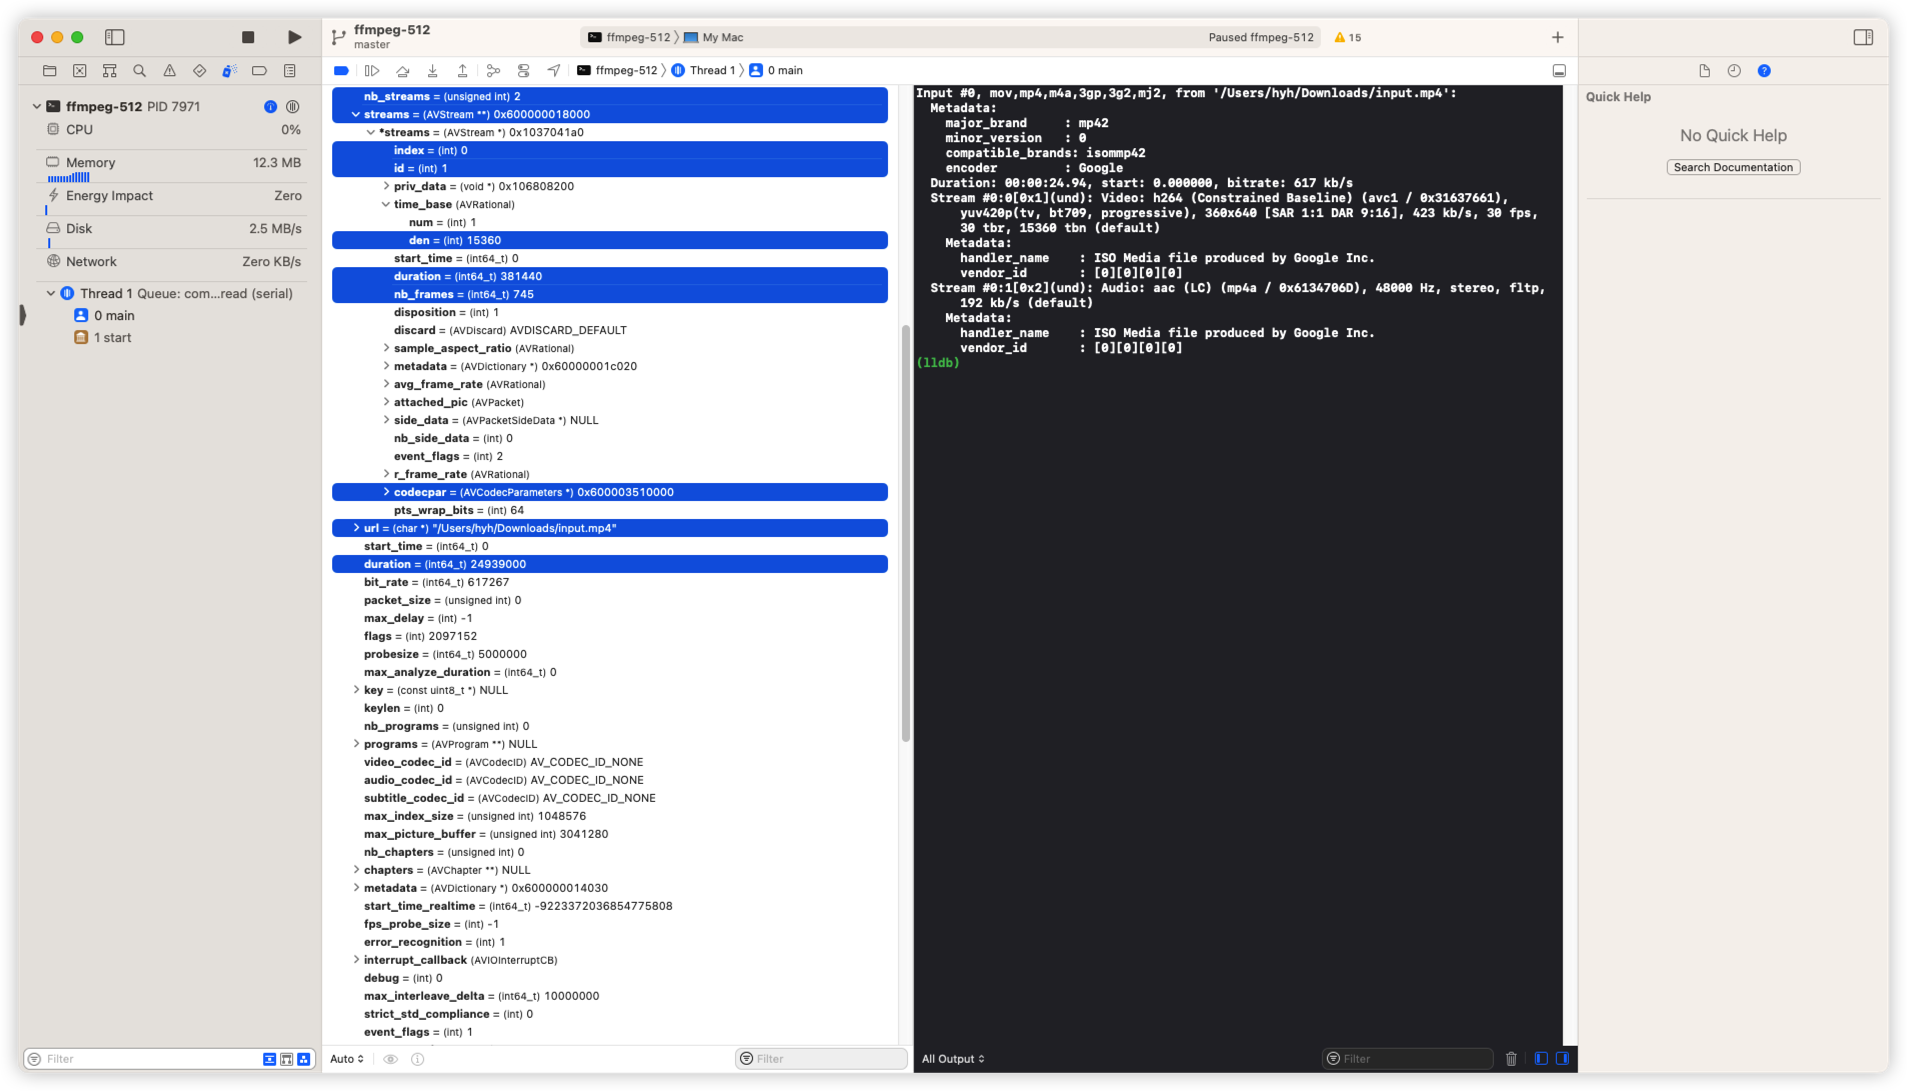 ffmpeg-512
master
ffmpeg-512
My Mac
Paused ffmpeg-512
15
ffmpeg-512
Thread 1
0 main
ffmpeg-512 PID 7971
CPU
0%
Memory
12.3 MB
Energy Impact
Zero
Disk
2.5 MB/s
Network
Zero KB/s
Thread 1 Queue: com...read (serial)
0 main
1 start
Filter
nb_streams = (unsigned int) 2
streams = (AVStream **) 0x600000018000
*streams = (AVStream *) 0x1037041a0
index = (int) 0
id = (int) 1
priv_data = (void *) 0x106808200
time_base (AVRational)
num = (int) 1
den = (int) 15360
start_time = (int64_t) 0
duration = (int64_t) 381440
nb_frames = (int64_t) 745
disposition = (int) 1
discard = (AVDiscard) AVDISCARD_DEFAULT
sample_aspect_ratio (AVRational)
metadata = (AVDictionary *) 0x60000001c020
avg_frame_rate (AVRational)
attached_pic (AVPacket)
side_data = (AVPacketSideData *) NULL
nb_side_data = (int) 0
event_flags = (int) 2
r_frame_rate (AVRational)
codecpar = (AVCodecParameters *) 0x600003510000
pts_wrap_bits = (int) 64
url = (char *) "/Users/hyh/Downloads/input.mp4"
start_time = (int64_t) 0
duration = (int64_t) 24939000
bit_rate = (int64_t) 617267
packet_size = (unsigned int) 0
max_delay = (int) -1
flags = (int) 2097152
probesize = (int64_t) 5000000
max_analyze_duration = (int64_t) 0
key = (const uint8_t *) NULL
keylen = (int) 0
nb_programs = (unsigned int) 0
programs = (AVProgram **) NULL
video_codec_id = (AVCodecID) AV_CODEC_ID_NONE
audio_codec_id = (AVCodecID) AV_CODEC_ID_NONE
subtitle_codec_id = (AVCodecID) AV_CODEC_ID_NONE
max_index_size = (unsigned int) 1048576
max_picture_buffer = (unsigned int) 3041280
nb_chapters = (unsigned int) 0
chapters = (AVChapter **) NULL
metadata = (AVDictionary *) 0x600000014030
start_time_realtime = (int64_t) -9223372036854775808
fps_probe_size = (int) -1
error_recognition = (int) 1
interrupt_callback (AVIOInterruptCB)
debug = (int) 0
max_interleave_delta = (int64_t) 10000000
strict_std_compliance = (int) 0
event_flags = (int) 1
Auto
Filter
Input #0, mov,mp4,m4a,3gp,3g2,mj2, from '/Users/hyh/Downloads/input.mp4':
Metadata:
major_brand : mp42
minor_version : 0
compatible_brands: isommp42
encoder : Google
Duration: 00:00:24.94, start: 0.000000, bitrate: 617 kb/s
Stream #0:0[0x1](und): Video: h264 (Constrained Baseline) (avc1 / 0x31637661),
yuv420p(tv, bt709, progressive), 360x640 [SAR 1:1 DAR 9:16], 423 kb/s, 30 fps,
30 tbr, 15360 tbn (default)
Metadata:
handler_name : ISO Media file produced by Google Inc.
vendor_id : [0][0][0][0]
Stream #0:1[0x2](und): Audio: aac (LC) (mp4a / 0x6134706D), 48000 Hz, stereo, fltp,
192 kb/s (default)
Metadata:
handler_name : ISO Media file produced by Google Inc.
vendor_id : [0][0][0][0]
(lldb)
All Output
Filter
Quick Help
No Quick Help
Search Documentation